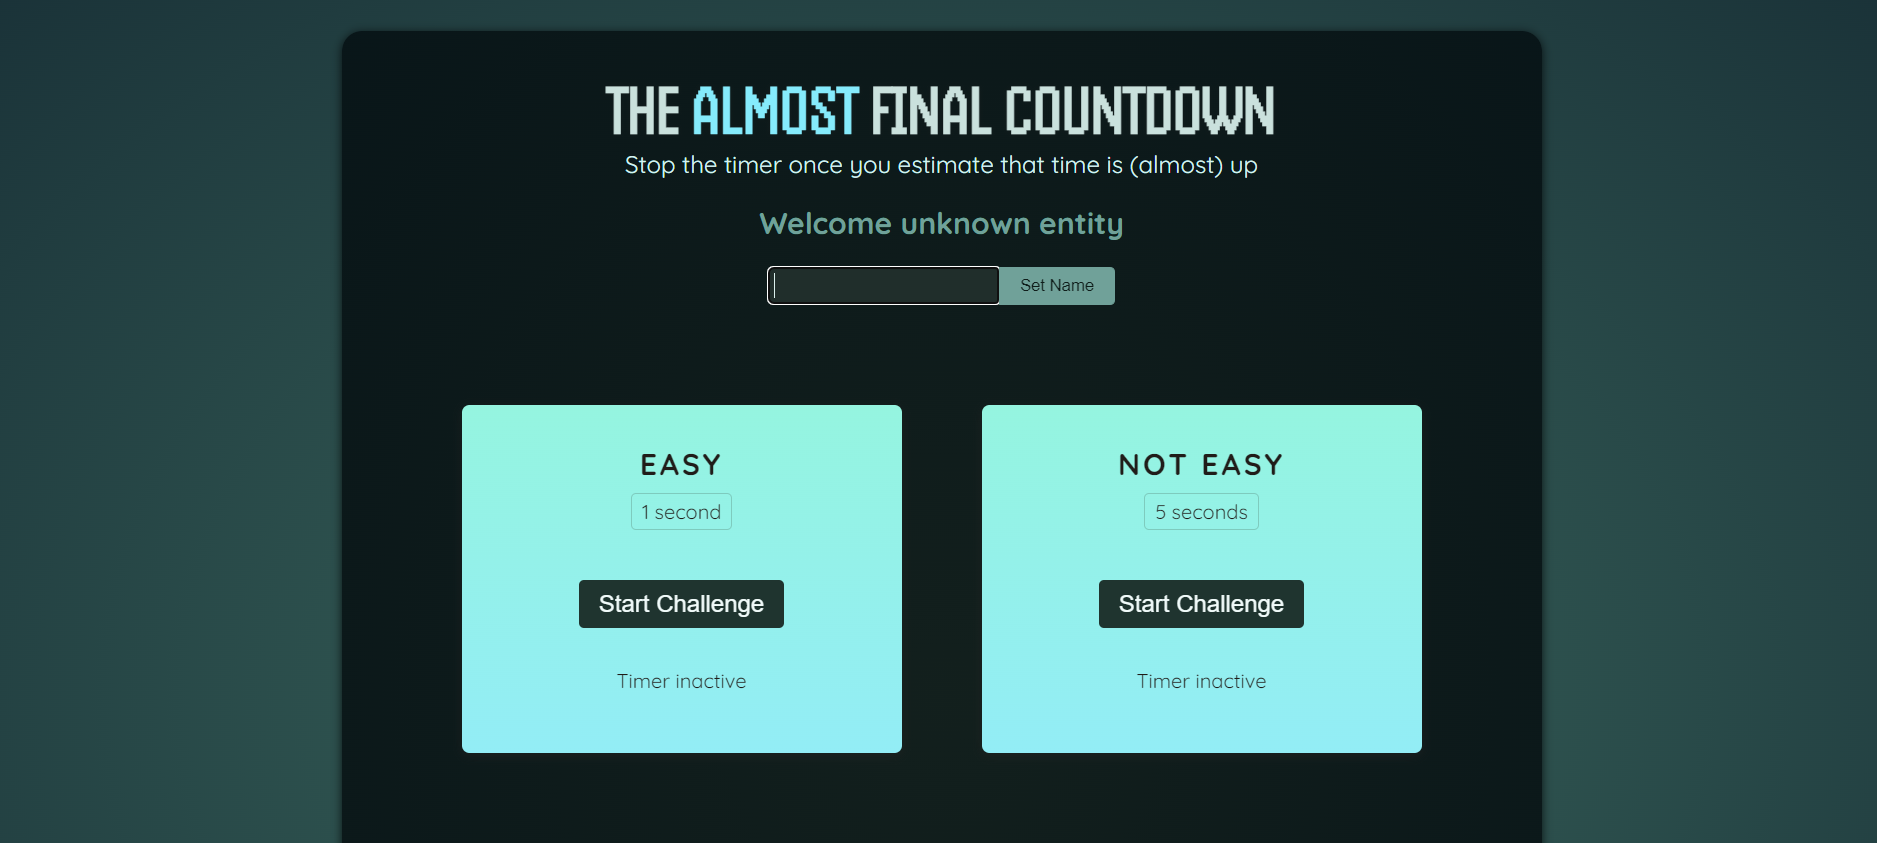 THE ALMOST FINAL COUNTDOWN
Stop the timer once you estimate that time is (almost) up
Welcome unknown entity
Set Name
EASY
1 second
Start Challenge
Timer inactive
NOT EASY
5 seconds
Start Challenge
Timer inactive